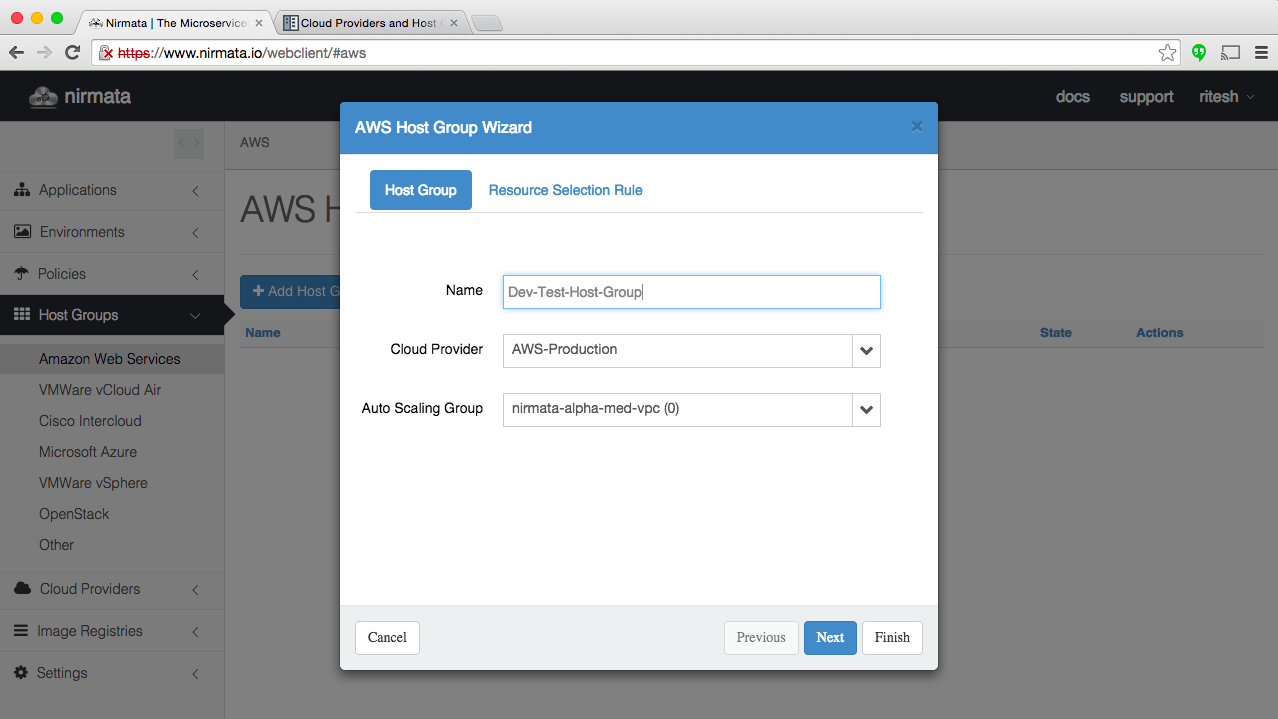 Nirmata | The Microservice
Cloud Providers and Host
https://www.nirmata.io/webclient/#aws
nirmata
docs
support
ritesh
Applications
Environments
Policies
Host Groups
Amazon Web Services
VMWare vCloud Air
Cisco Intercloud
Microsoft Azure
VMWare vSphere
OpenStack
Other
Cloud Providers
Image Registries
Settings
AWS
AWS H
+ Add Host G
Name
State
Actions
AWS Host Group Wizard
Host Group
Resource Selection Rule
Name
Dev-Test-Host-Group
Cloud Provider
AWS-Production
Auto Scaling Group
nirmata-alpha-med-vpc (0)
Cancel
Previous
Next
Finish